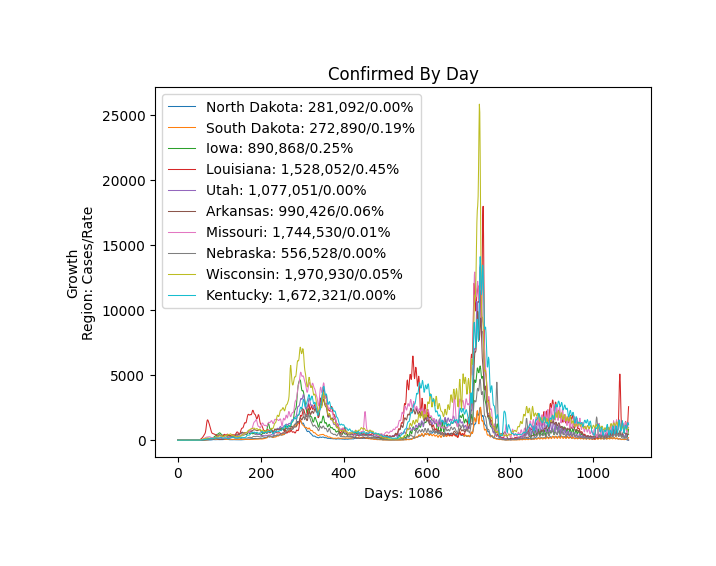 Confirmed By Day
Growth
Region: Cases/Rate
25000
20000
15000
10000
5000
0
North Dakota: 281,092/0.00%
South Dakota: 272,890/0.19%
Iowa: 890,868/0.25%
Louisiana: 1,528,052/0.45%
Utah: 1,077,051/0.00%
Arkansas: 990,426/0.06%
Missouri: 1,744,530/0.01%
Nebraska: 556,528/0.00%
Wisconsin: 1,970,930/0.05%
Kentucky: 1,672,321/0.00%
0 200 400 600 800 1000
Days: 1086